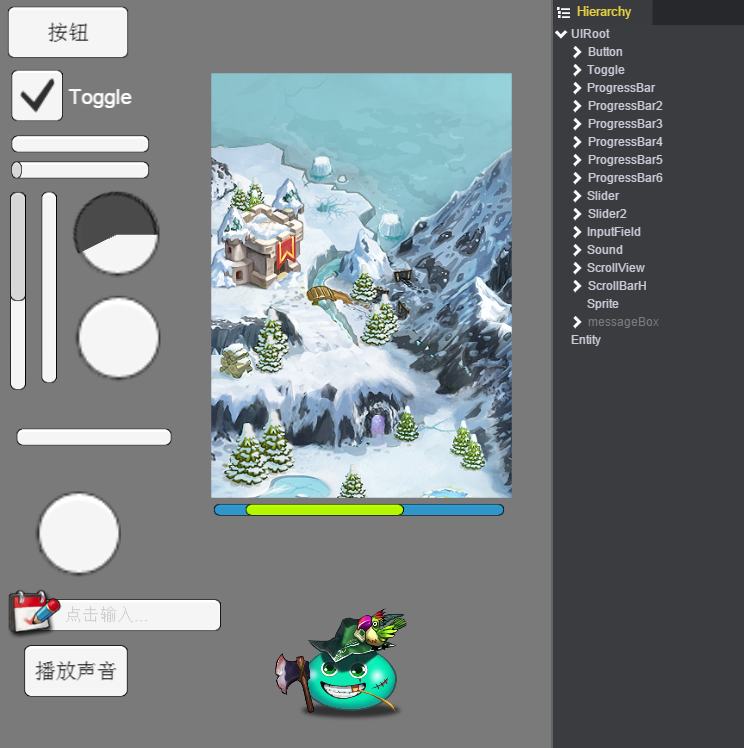 按钮
Toggle
点击输入...
播放声音
Hierarchy
UIRoot
Button
Toggle
ProgressBar
ProgressBar2
ProgressBar3
ProgressBar4
ProgressBar5
ProgressBar6
Slider
Slider2
InputField
Sound
ScrollView
ScrollBarH
Sprite
messageBox
Entity